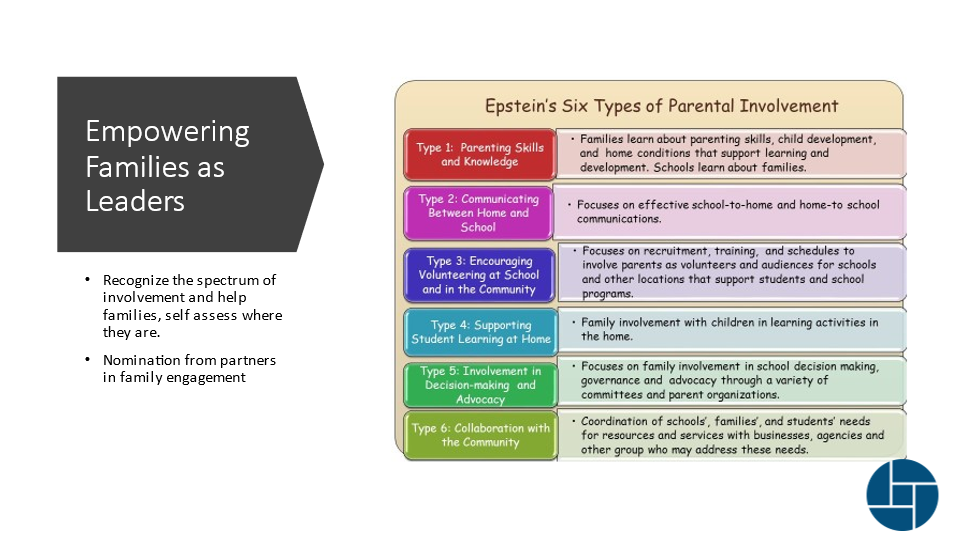 Empowering
Families as
Leaders
• Recognize the spectrum of
involvement and help
families, self assess where
they are.
• Nomination from partners
in family engagement
Epstein's Six Types of Parental Involvement
Type 1: Parenting Skills
and Knowledge
• Families learn about parenting skills, child development,
and home conditions that support learning and
development. Schools learn about families.
Type 2: Communicating
Between Home and
School
• Focuses on effective school-to-home and home-to school
communications.
Type 3: Encouraging
Volunteering at School
and in the Community
• Focuses on recruitment, training, and schedules to
involve parents as volunteers and audiences for schools
and other locations that support students and school
programs.
Type 4: Supporting
Student Learning at Home
• Family involvement with children in learning activities in
the home.
Type 5: Involvement in
Decision-making and
Advocacy
• Focuses on family involvement in school decision making,
governance and advocacy through a variety of
committees and parent organizations.
Type 6: Collaboration with
the Community
• Coordination of schools', families', and students' needs
for resources and services with businesses, agencies and
other group who may address these needs.